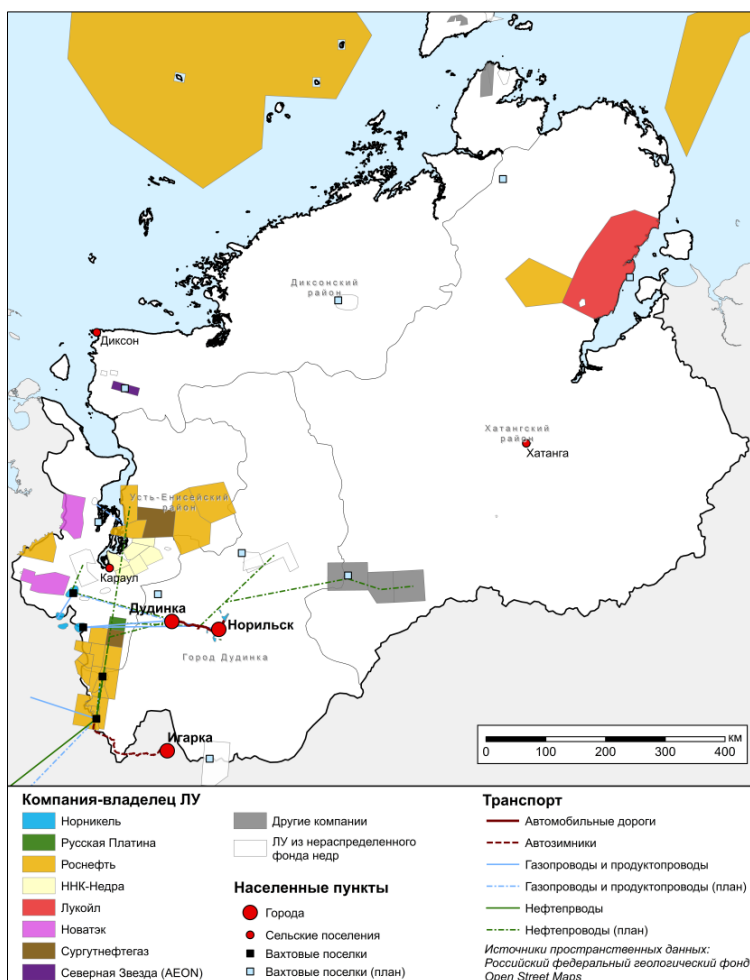 Диксонский
район
Диксон
Хатангский
район
Хатанга
Усть-Енисейский
район
Караул
Дудинка
Норильск
Город Дудинка
Игарка
км
0 100 200 300 400
Компания-владелец ЛУ
Норникель
Русская Платина
Роснефть
ННК-Недра
Лукойл
Новатэк
Сургутнефтегаз
Северная Звезда (AEON)
Другие компании
ЛУ из нераспределенного
фонда недр
Населенные пункты
Города
Сельские поселения
Вахтовые поселки
Вахтовые поселки (план)
Транспорт
Автомобильные дороги
Автозимники
Газопроводы и продуктопроводы
Газопроводы и продуктопроводы (план)
Нефтепрводы
Нефтепроводы (план)
Источники пространственных данных:
Российский федеральный геологический фонд
Open Street Maps